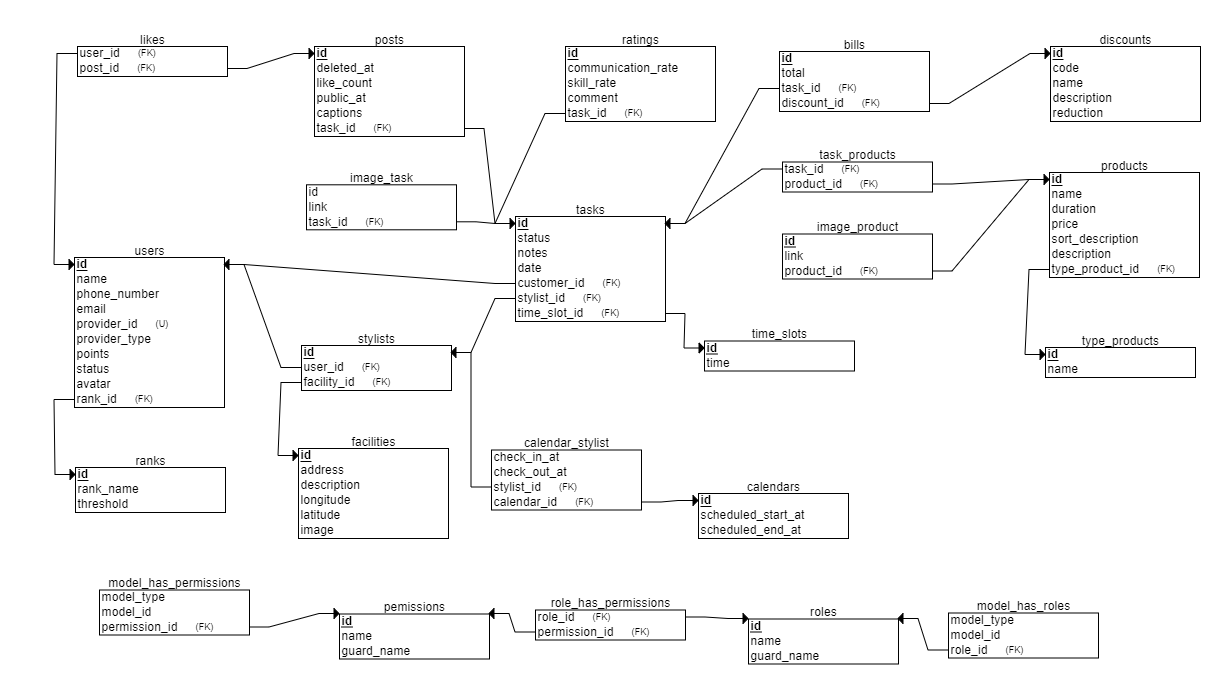 likes
user_id (FK)
post_id (FK)
posts
id
deleted_at
like_count
public_at
captions
task_id (FK)
ratings
id
communication_rate
skill_rate
comment
task_id (FK)
bills
id
total
task_id (FK)
discount_id (FK)
discounts
id
code
name
description
reduction
image_task
id
link
task_id (FK)
task_products
task_id (FK)
product_id (FK)
products
id
name
duration
price
sort_description
description
type_product_id (FK)
tasks
id
status
notes
date
customer_id (FK)
stylist_id (FK)
time_slot_id (FK)
image_product
id
link
product_id (FK)
users
id
name
phone_number
email
provider_id (U)
provider_type
points
status
avatar
rank_id (FK)
stylists
id
user_id (FK)
facility_id (FK)
time_slots
id
time
type_products
id
name
ranks
id
rank_name
threshold
facilities
id
address
description
longitude
latitude
image
calendar_stylist
check_in_at
check_out_at
stylist_id (FK)
calendar_id (FK)
calendars
id
scheduled_start_at
scheduled_end_at
model_has_permissions
model_type
model_id
permission_id (FK)
pemissions
id
name
guard_name
role_has_permissions
role_id (FK)
permission_id (FK)
roles
id
name
guard_name
model_has_roles
model_type
model_id
role_id (FK)